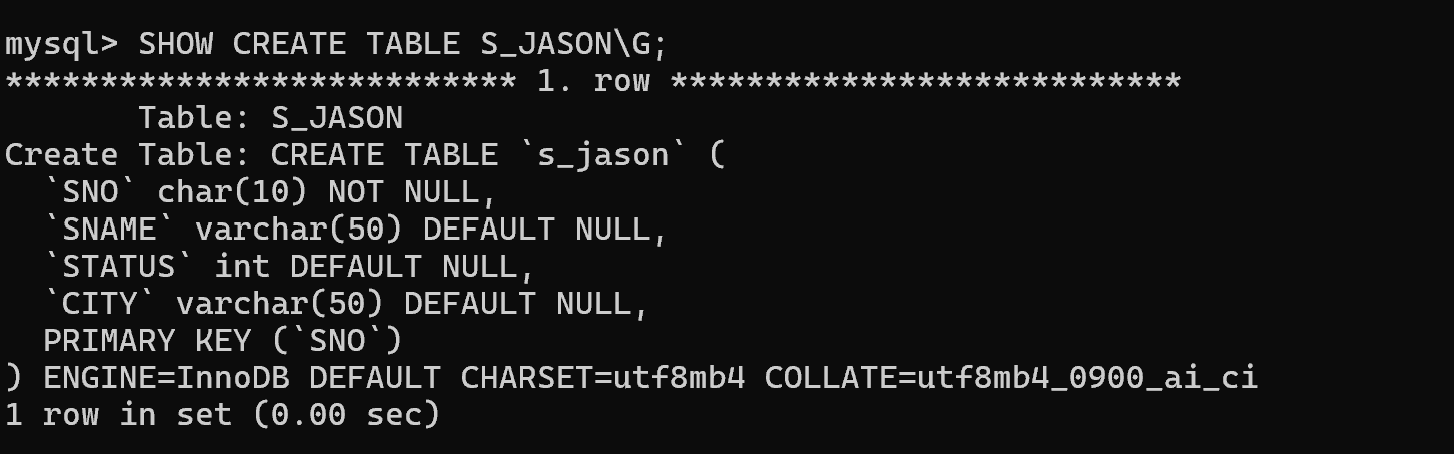 mysql> SHOW CREATE TABLE S_JASON\G;
*************************** 1. row ***************************
       Table: S_JASON
Create Table: CREATE TABLE `s_jason` (
  `SNO` char(10) NOT NULL,
  `SNAME` varchar(50) DEFAULT NULL,
  `STATUS` int DEFAULT NULL,
  `CITY` varchar(50) DEFAULT NULL,
  PRIMARY KEY (`SNO`)
) ENGINE=InnoDB DEFAULT CHARSET=utf8mb4 COLLATE=utf8mb4_0900_ai_ci
1 row in set (0.00 sec)